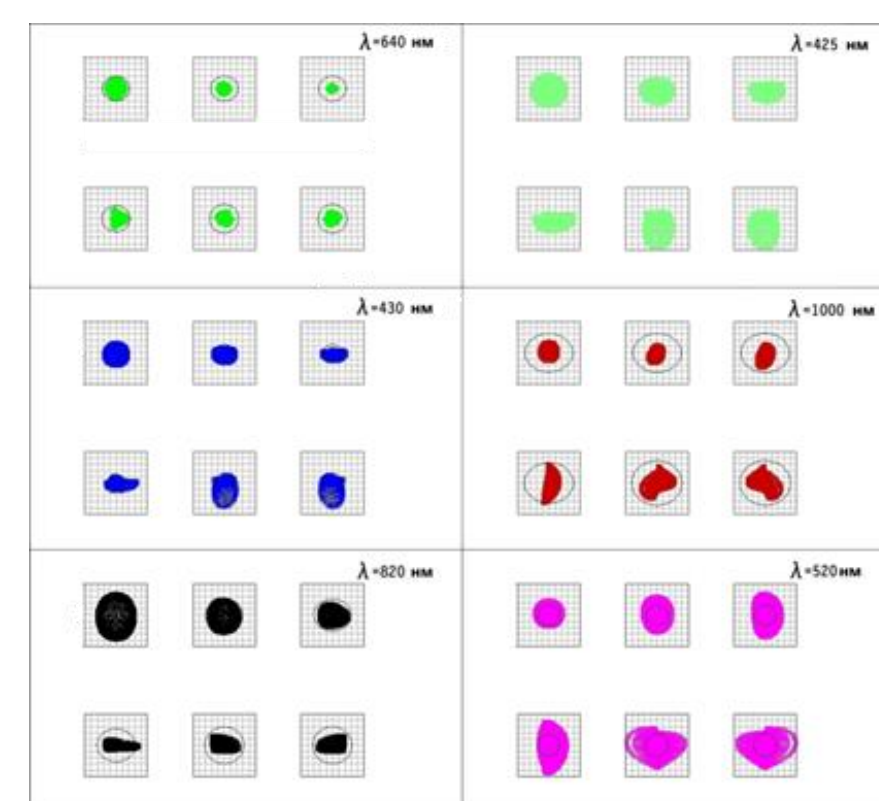 λ=640 нм
λ=425 нм
λ=430 нм
λ=1000 нм
λ=820 нм
λ=520нм